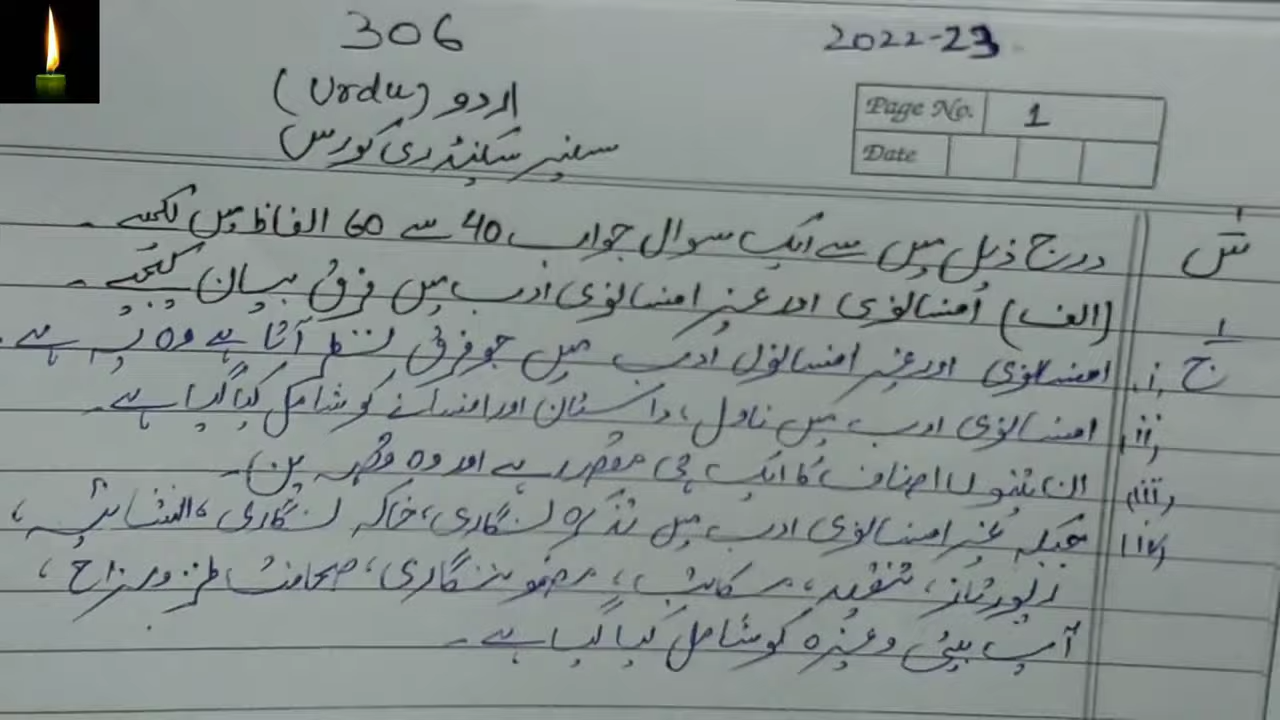 306
2022-23
اردو (Urdu)
Page No. 1
سنیر سکینڈری کورس
Date
س ۱ درج ذیل میں سے ایک سوال جواب 40 سے 60 الفاظ میں لکھیے ۔
(الف) افسانوی اور غیر افسانوی ادب میں فرق بیان کیجیے ۔
ج ۱ i. افسانوی اور غیر افسانوی ادب میں جو فرق نظر آتا ہے وہ یہ ہے ۔
ii, افسانوی ادب میں ناول ، داستان اور افسانے کو شامل کیا گیا ہے ۔
iii, ان تینوں اصناف کا ایک ہی مقصد ہے اور وہ قصہ پن ۔
iv, جبکہ غیر افسانوی ادب میں تذکرہ نگاری ، خاکہ نگاری ، انشائیہ ،
رپورتاژ ، تنقید ، مکاتیب ، مضمون نگاری ، صحافت طنز و مزاح ،
آپ بیتی وغیرہ کو شامل کیا گیا ہے ۔